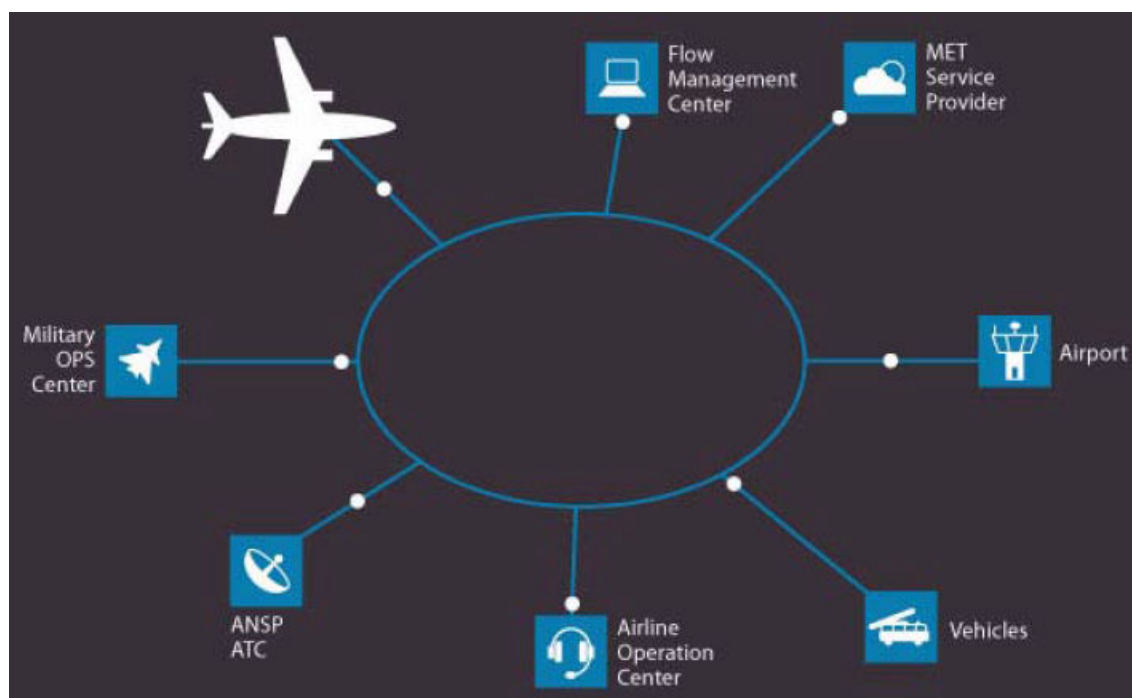 Flow
Management
Center
MET
Service
Provider
Military
OPS
Center
Airport
ANSP
ATC
Airline
Operation
Center
Vehicles